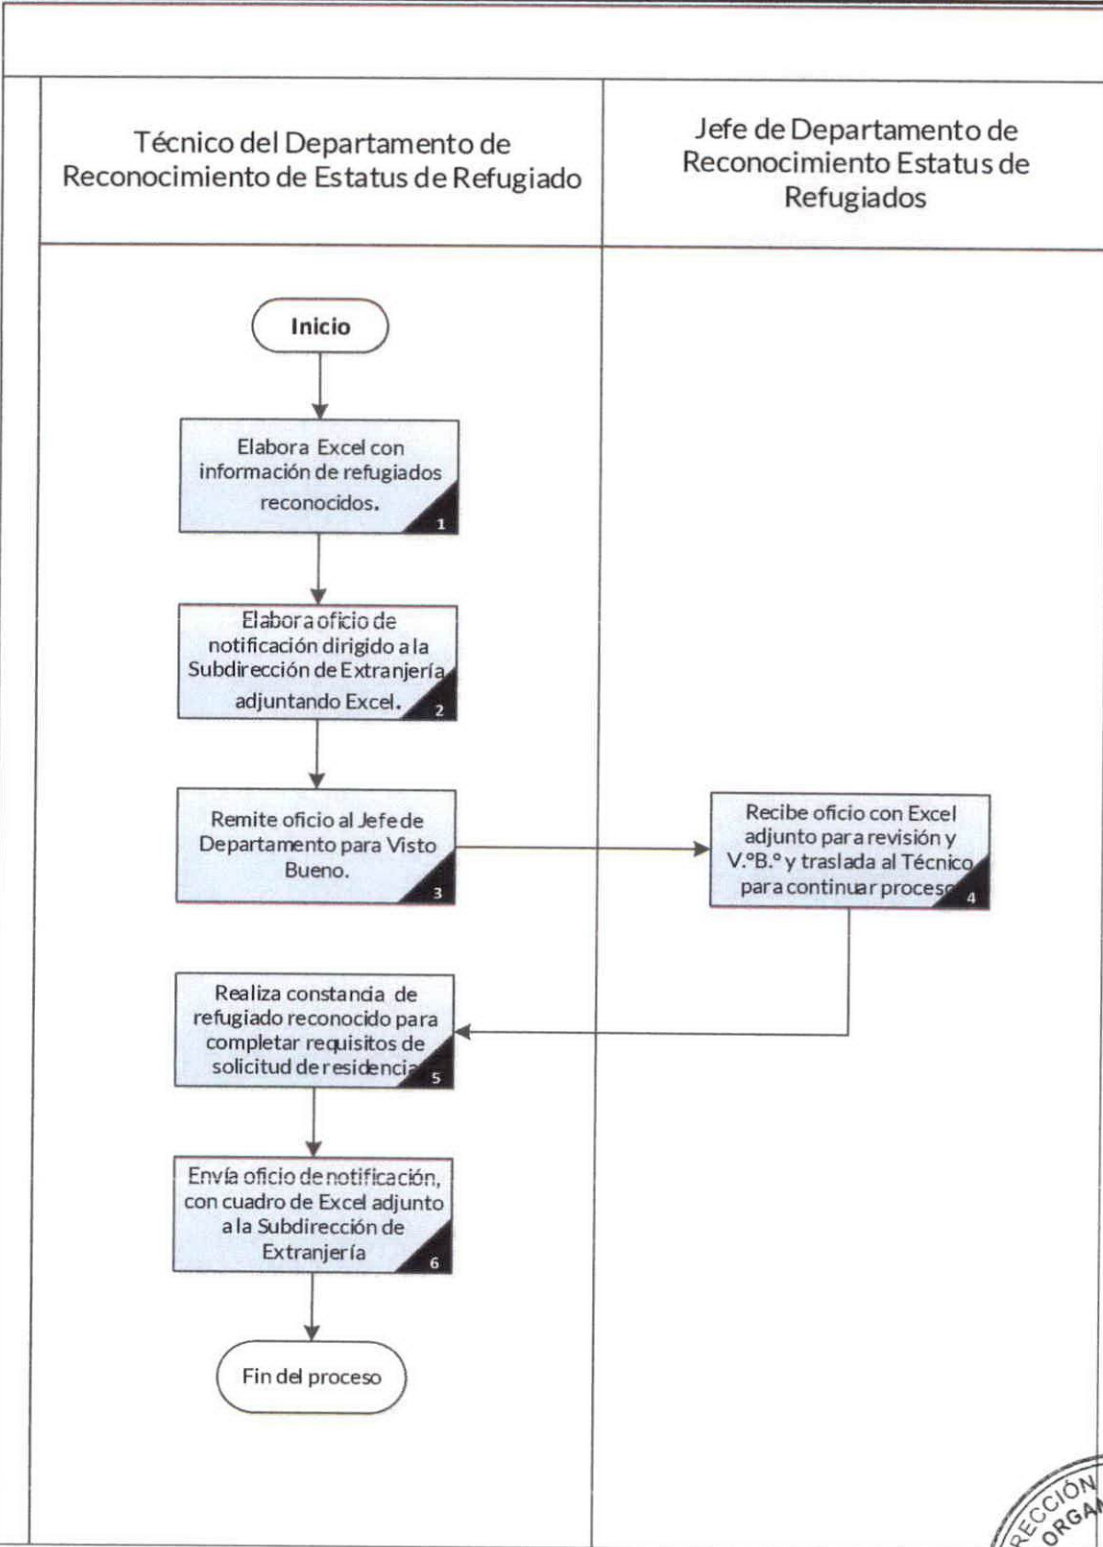 Técnico del Departamento de
Reconocimiento de Estatus de Refugiado
Jefe de Departamento de
Reconocimiento Estatus de
Refugiados
Inicio
Elabora Excel con
información de refugiados
reconocidos.
1
Elabora oficio de
notificación dirigido a la
Subdirección de Extranjería
adjuntando Excel.
2
Remite oficio al Jefe de
Departamento para Visto
Bueno.
3
Recibe oficio con Excel
adjunto para revisión y
V.°B.° y traslada al Técnico
para continuar proceso
4
Realiza constancia de
refugiado reconocido para
completar requisitos de
solicitud de residencia
5
Envía oficio de notificación,
con cuadro de Excel adjunto
a la Subdirección de
Extranjería
6
Fin del proceso